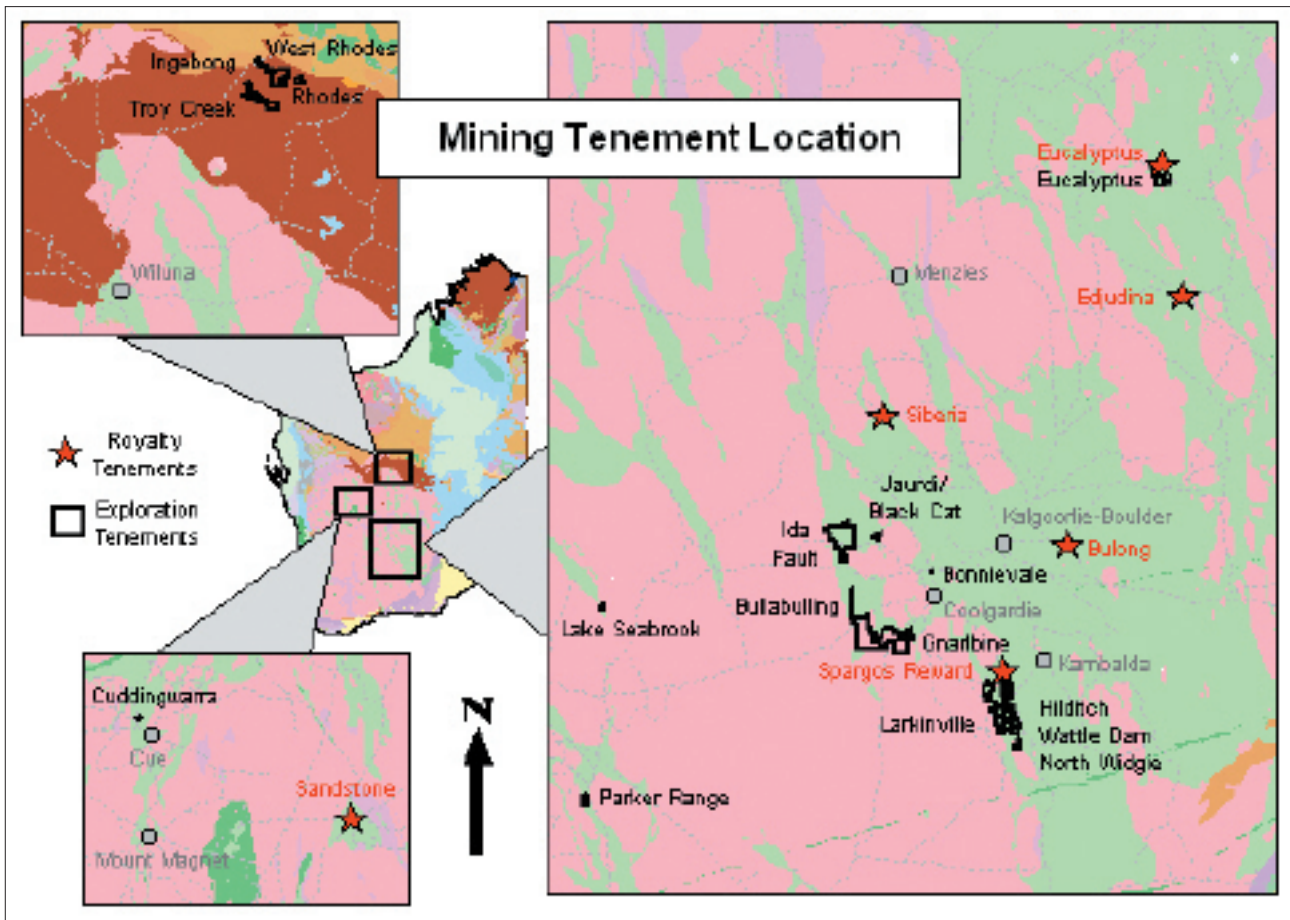 Mining Tenement Location
West Rhodes
Ingebong
Rhodes
Troy Creek
Wiluna
Royalty
Tenements
Exploration
Tenements
Cuddingwarra
Cue
Sandstone
Mount Magnet
N
Eucalyptus
Eucalyptus
Menzies
Edjudina
Siberia
Jaurdi/
Black Cat
Kalgoorlie-Boulder
Ida
Fault
Bulong
Bonnievale
Bullabulling
Coolgardie
Lake Seabrook
Gnarlbine
Spargos Reward
Kambalda
Larkinville
Hilditch
Wattle Dam
North Widgie
Parker Range